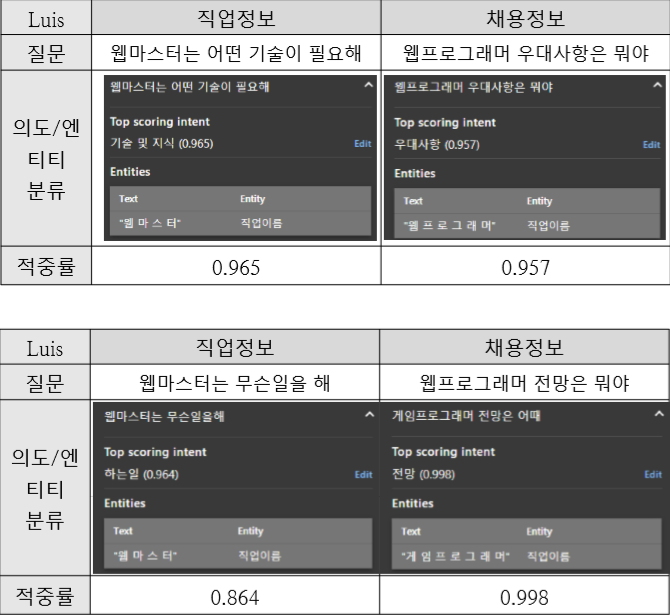 Luis 직업정보 채용정보
질문 웹마스터는 어떤 기술이 필요해 웹프로그래머 우대사항은 뭐야
의도/엔
티티
분류
웹마스터는 어떤 기술이 필요해
Top scoring intent
기술 및 지식 (0.965) Edit
Entities
Text Entity
"웹 마 스 터" 직업이름
웹프로그래머 우대사항은 뭐야
Top scoring intent
우대사항 (0.957) Edit
Entities
Text Entity
"웹 프 로 그 래 머" 직업이름
적중률 0.965 0.957
Luis 직업정보 채용정보
질문 웹마스터는 무슨일을 해 웹프로그래머 전망은 뭐야
의도/엔
티티
분류
웹마스터는 무슨일을해
Top scoring intent
하는일 (0.964) Edit
Entities
Text Entity
"웹 마 스 터" 직업이름
게임프로그래머 전망은 어때
Top scoring intent
전망 (0.998) Edit
Entities
Text Entity
"게 임 프 로 그 래 머" 직업이름
적중률 0.864 0.998